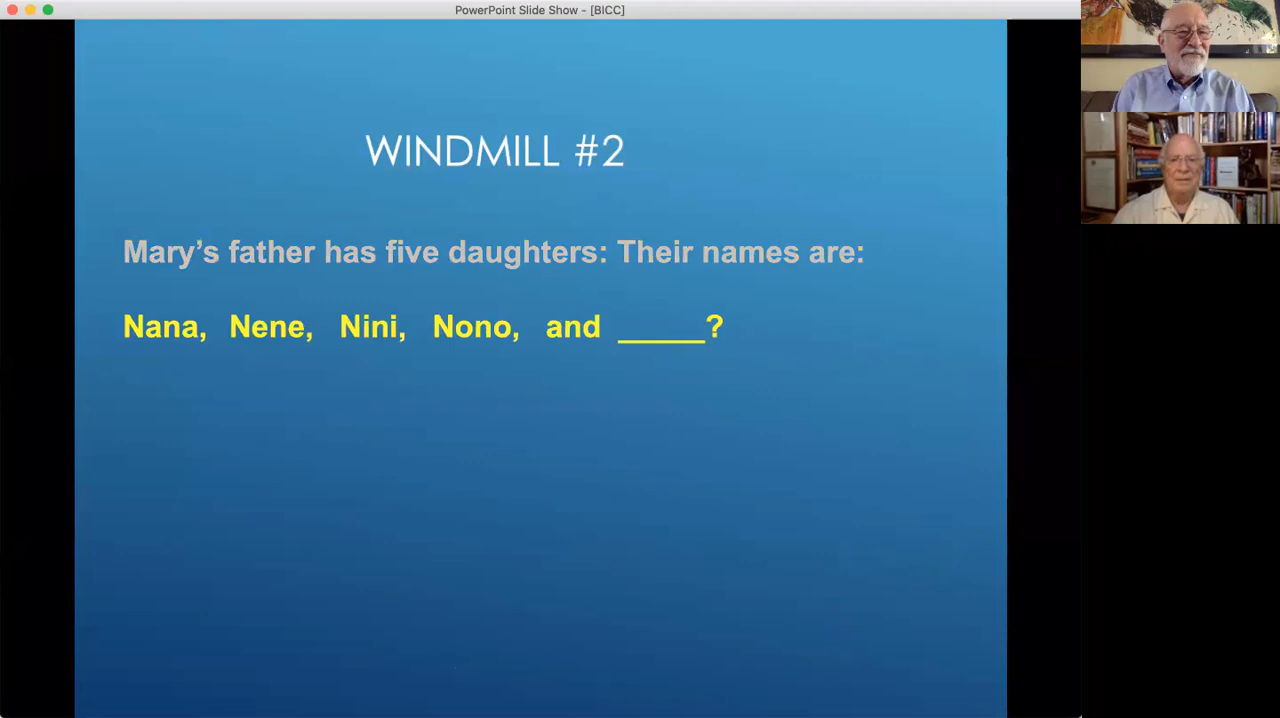 PowerPoint Slide Show - [BICC]
WINDMILL #2
Mary’s father has five daughters: Their names are:
Nana, Nene, Nini, Nono, and _____?